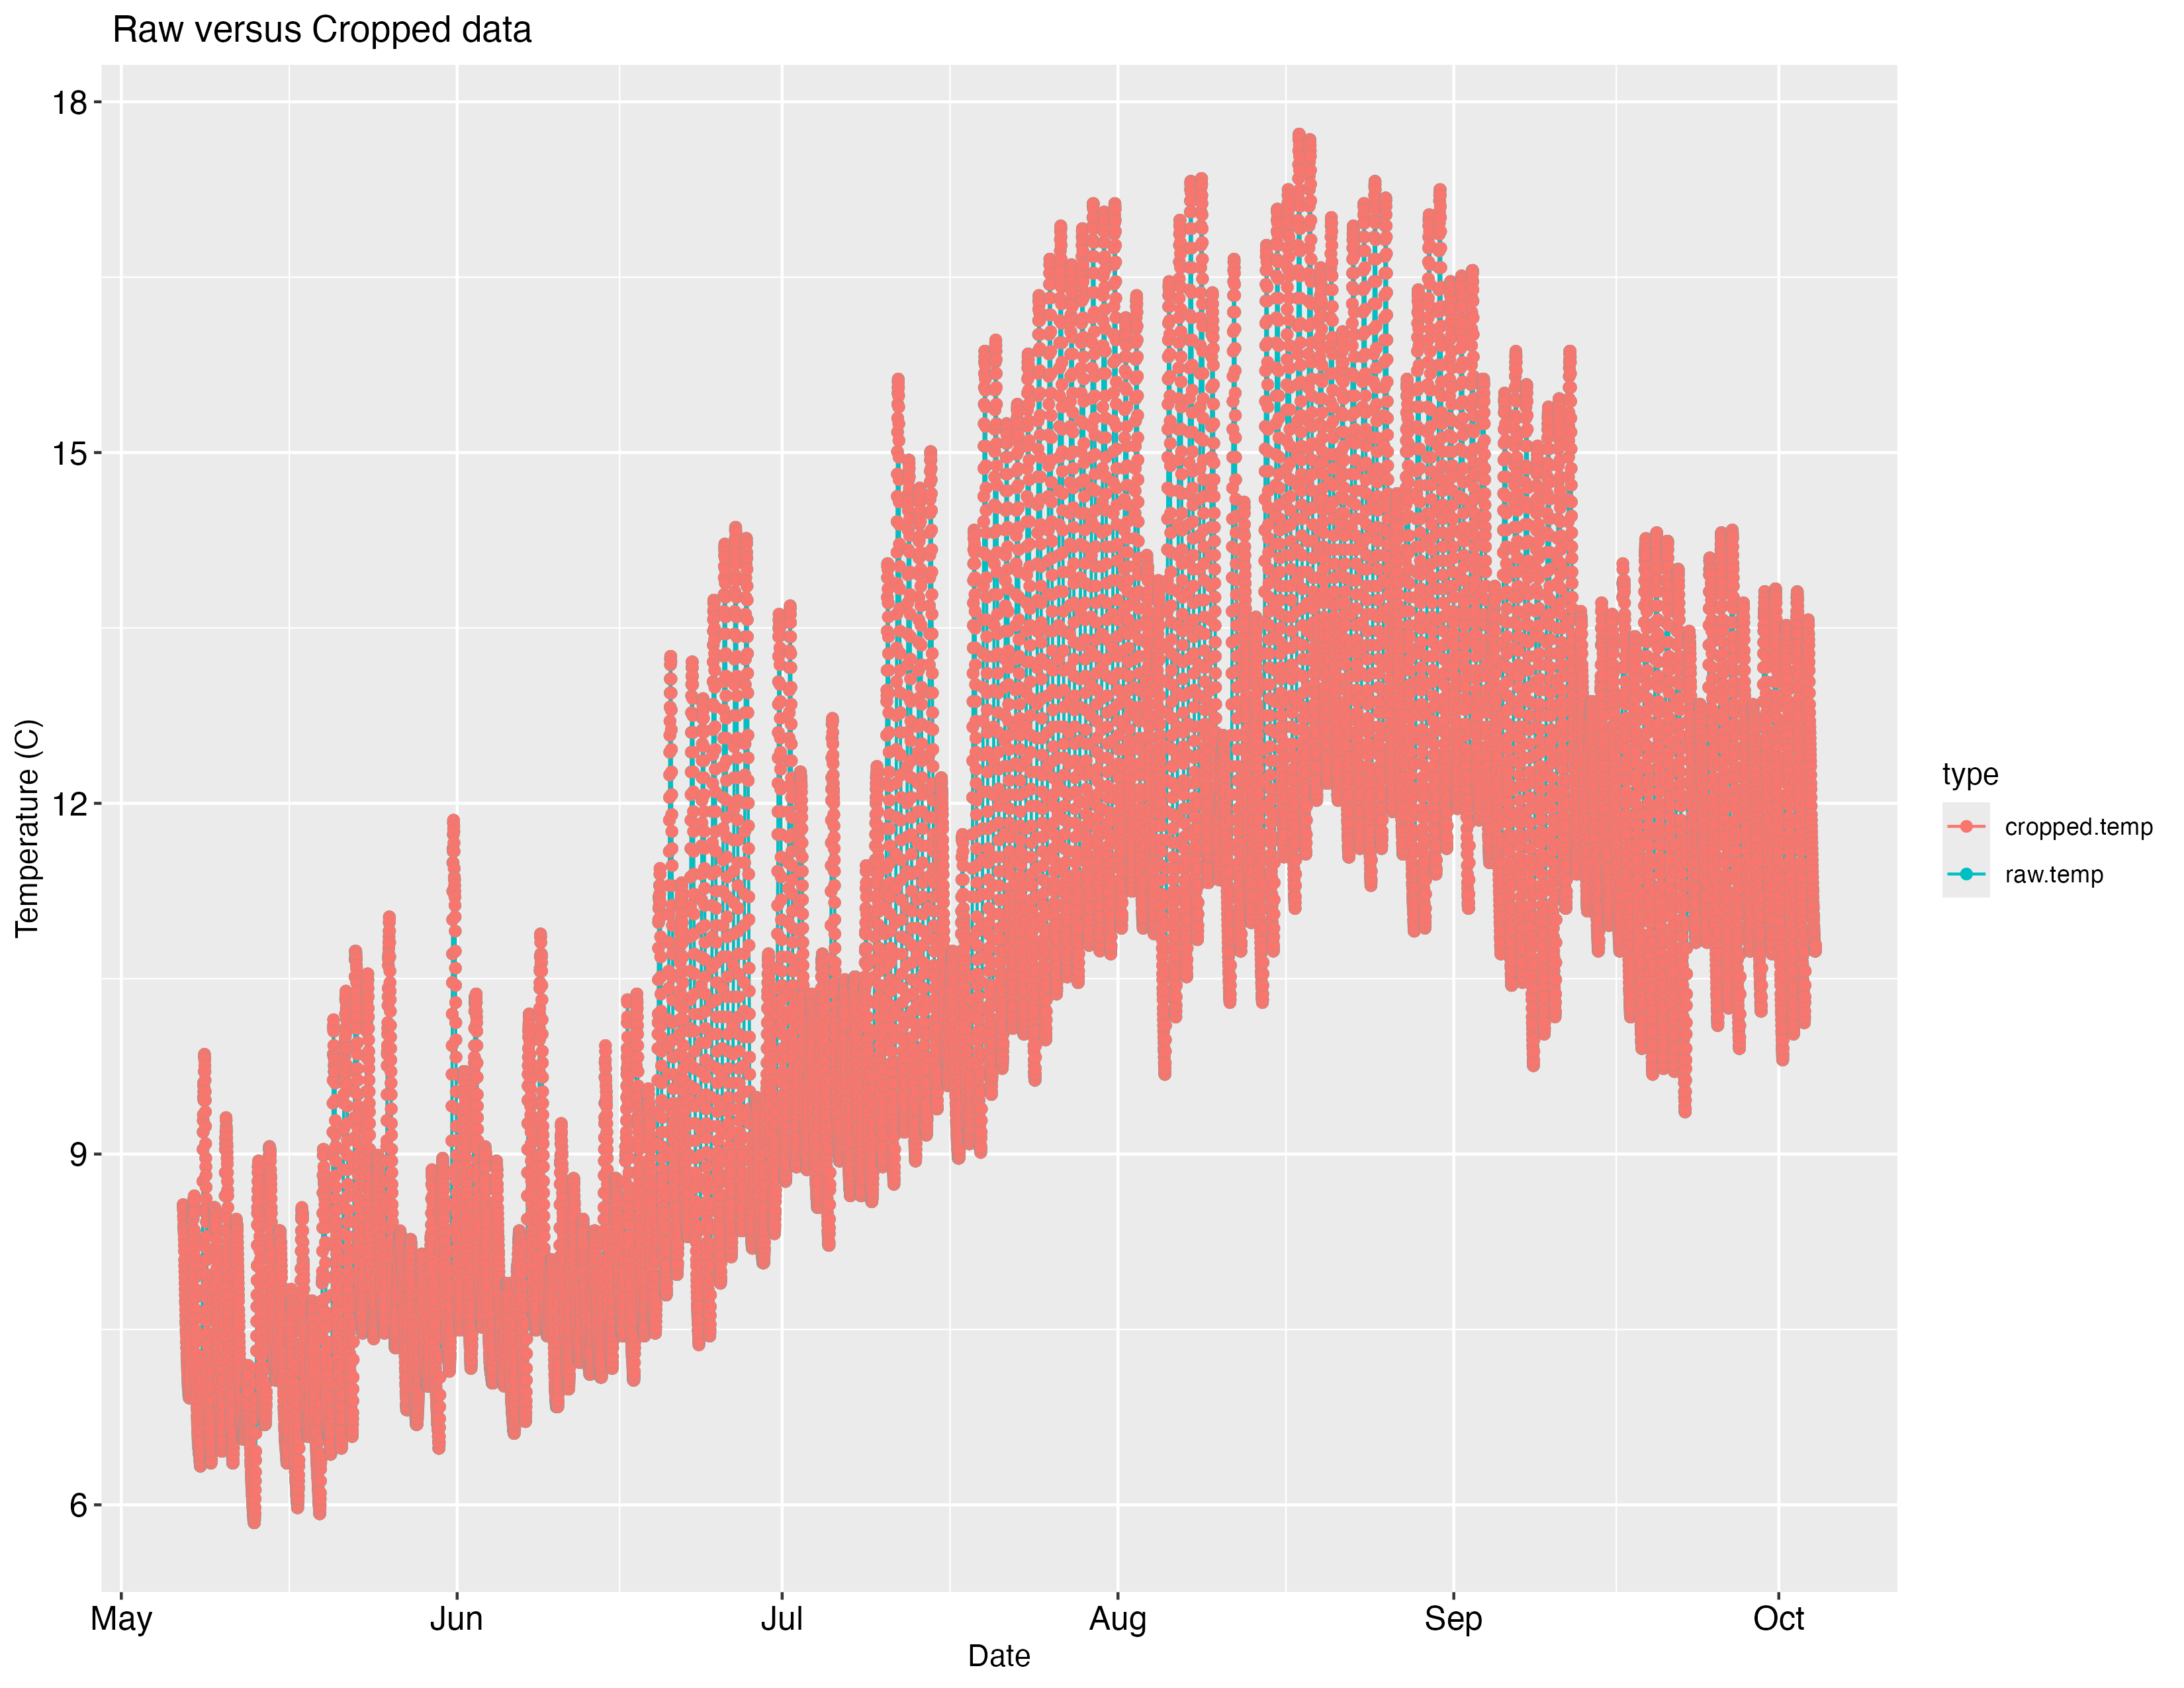 Raw versus Cropped data
18
15
12
9
6
Temperature (C)
May Jun Jul Aug Sep Oct
Date
type
cropped.temp
raw.temp